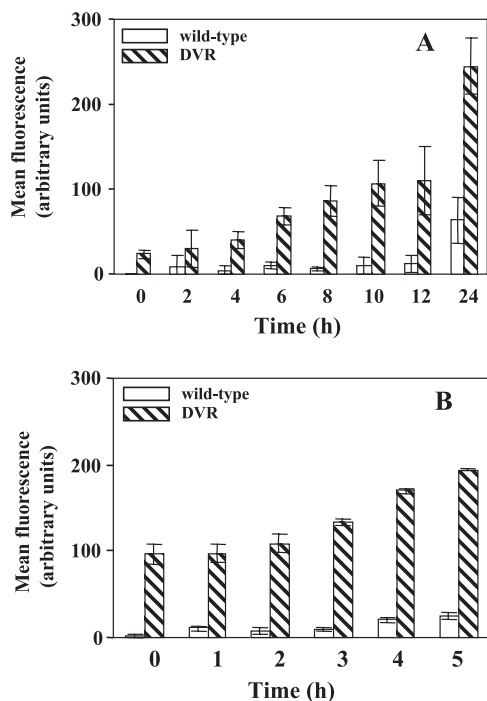 300
wild-type
DVR
A
200
100
0
Mean fluorescence
(arbitrary units)
0 2 4 6 8 10 12 24
Time (h)
300
wild-type
DVR
B
200
100
0
Mean fluorescence
(arbitrary units)
0 1 2 3 4 5
Time (h)